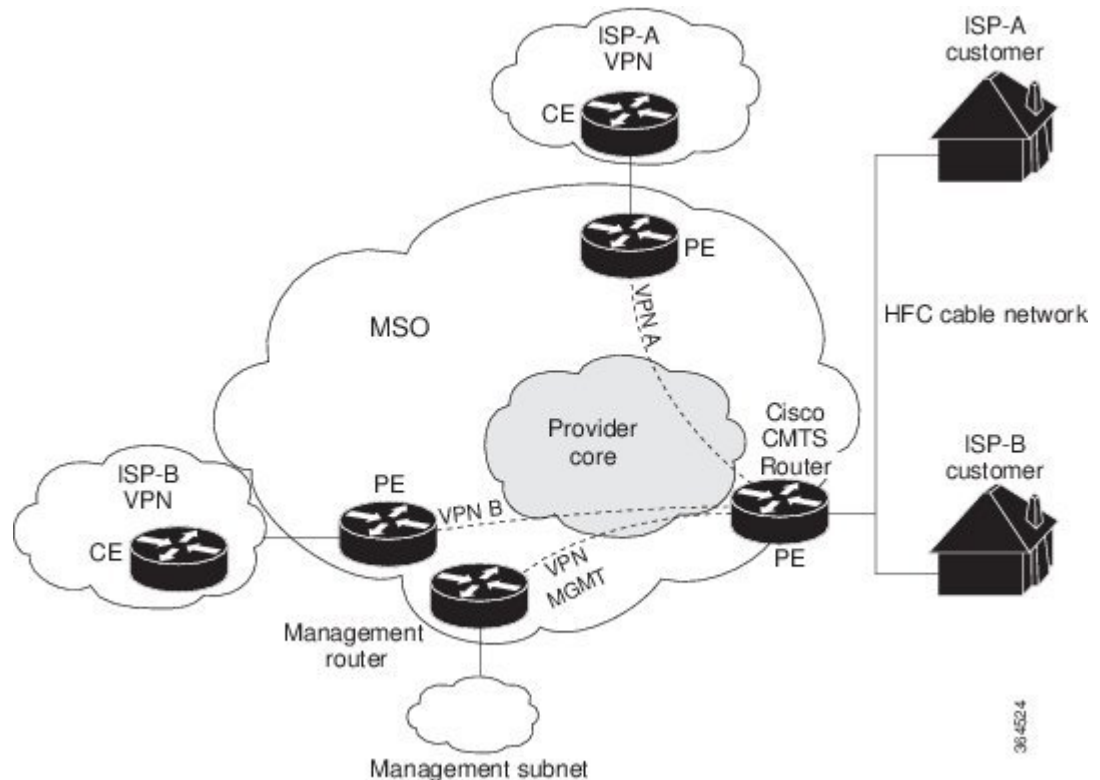 ISP-A
VPN
CE
ISP-A
customer
PE
VPN A
MSO
HFC cable network
Provider
core
Cisco
CMTS
Router
PE
ISP-B
customer
ISP-B
VPN
CE
PE
VPN B
VPN
MGMT
Management
router
Management subnet
364524